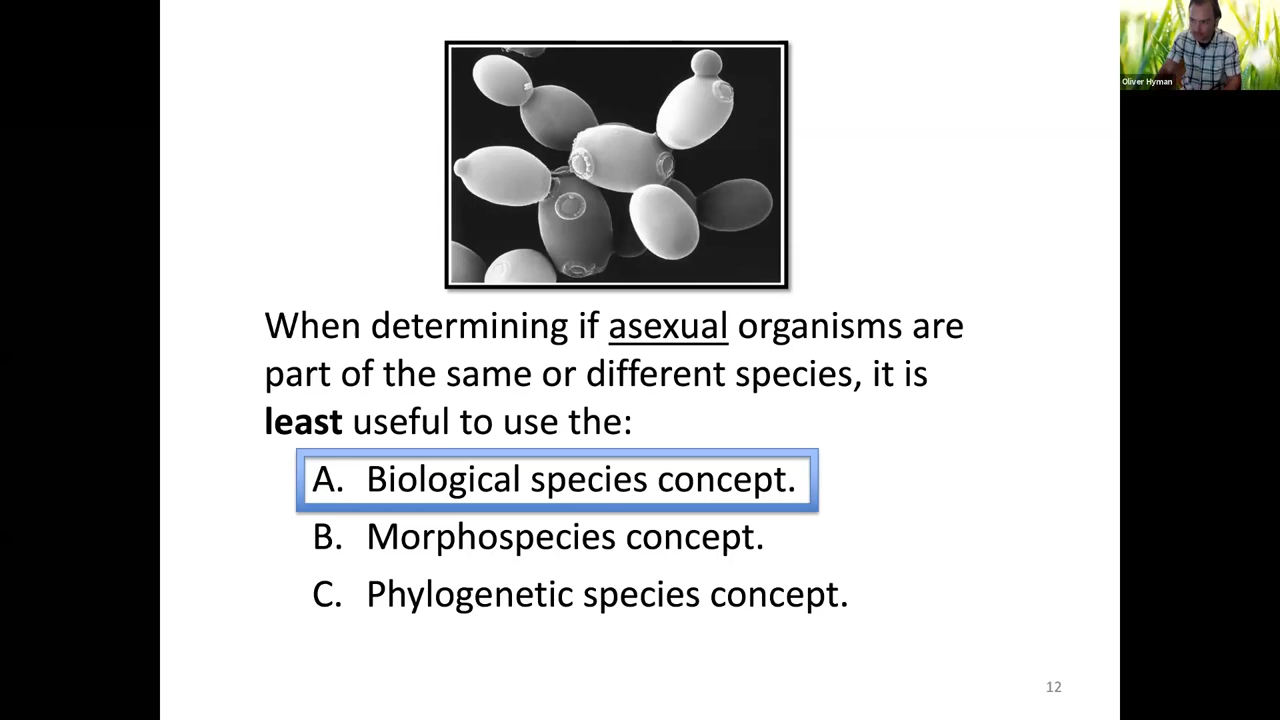 Oliver Hyman
When determining if asexual organisms are
part of the same or different species, it is
least useful to use the:
A. Biological species concept.
B. Morphospecies concept.
C. Phylogenetic species concept.
12